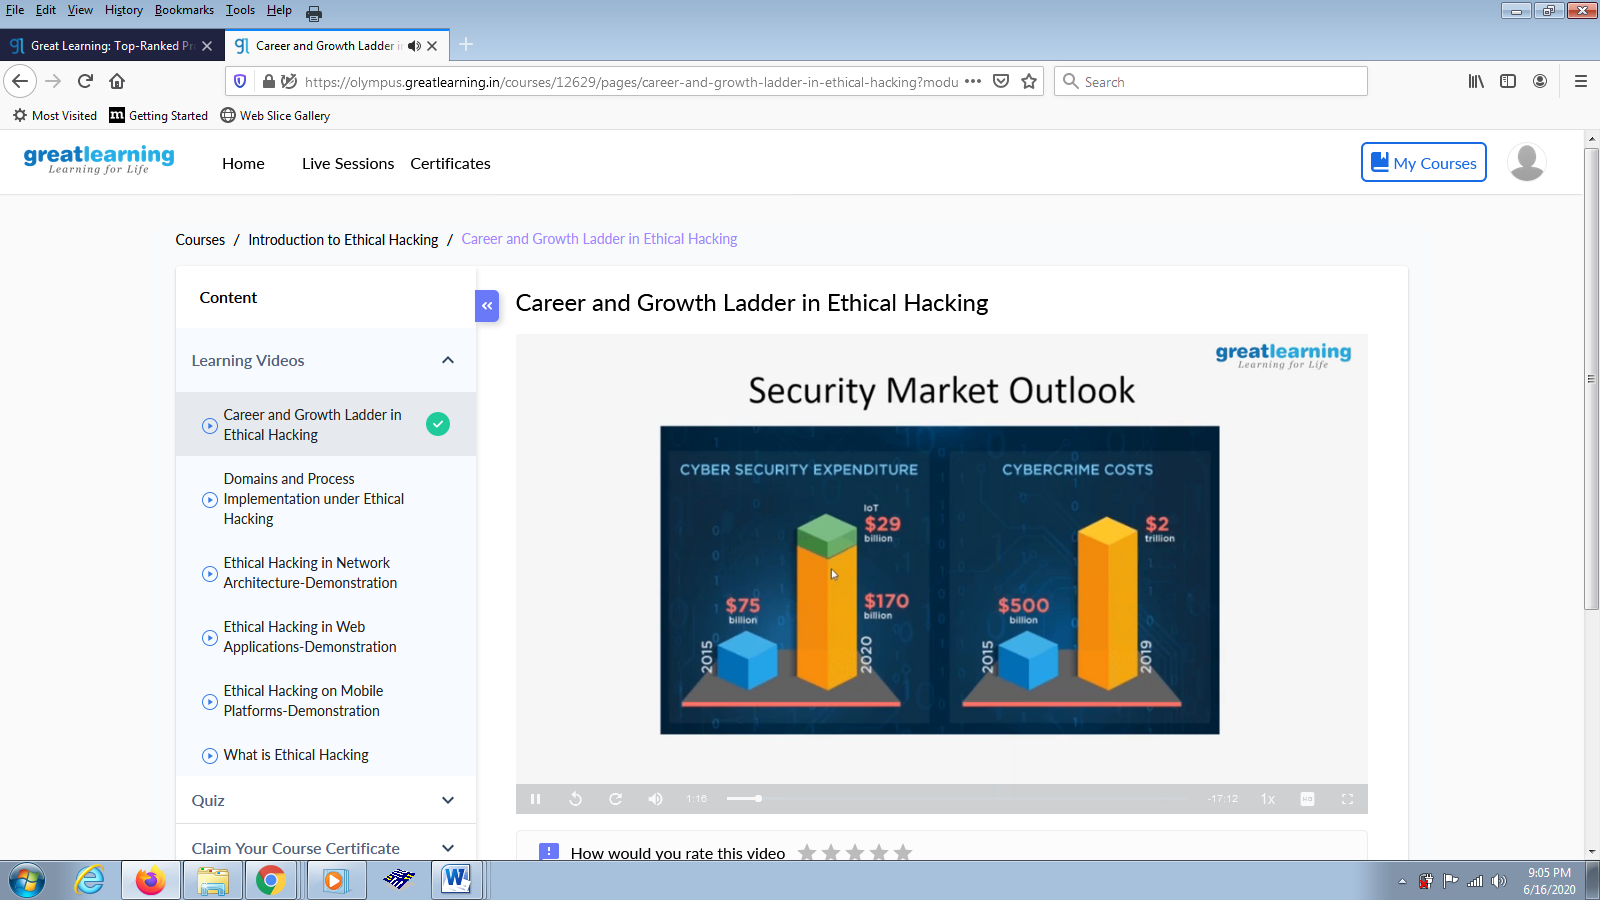 File Edit View History Bookmarks Tools Help
Great Learning: Top-Ranked Pr
Career and Growth Ladder in
https://olympus.greatlearning.in/courses/12629/pages/career-and-growth-ladder-in-ethical-hacking?modu
Search
Most Visited
Getting Started
Web Slice Gallery
greatlearning
Learning for Life
Home
Live Sessions
Certificates
My Courses
Courses / Introduction to Ethical Hacking / Career and Growth Ladder in Ethical Hacking
Content
Learning Videos
Career and Growth Ladder in
Ethical Hacking
Domains and Process
Implementation under Ethical
Hacking
Ethical Hacking in Network
Architecture-Demonstration
Ethical Hacking in Web
Applications-Demonstration
Ethical Hacking on Mobile
Platforms-Demonstration
What is Ethical Hacking
Quiz
Claim Your Course Certificate
Career and Growth Ladder in Ethical Hacking
greatlearning
Learning for Life
Security Market Outlook
CYBER SECURITY EXPENDITURE
IoT
$29
billion
$75
billion
$170
billion
2015
2020
CYBERCRIME COSTS
$2
trillion
$500
billion
2015
2019
1:16
-17:12
1x
HD
How would you rate this video
9:05 PM
6/16/2020